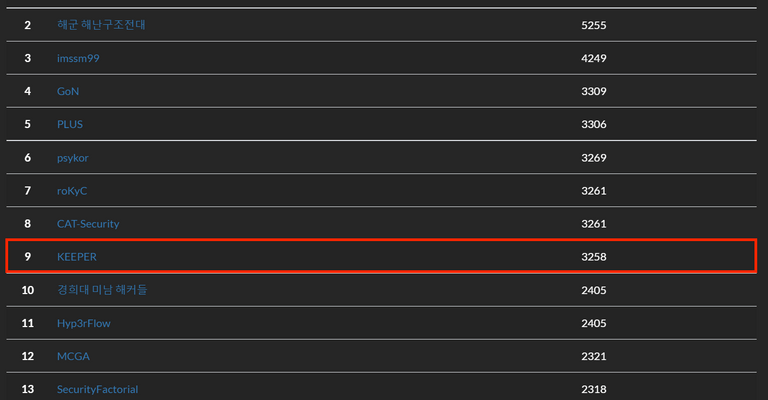 2 해군 해난구조전대 5255
3 imssm99 4249
4 GoN 3309
5 PLUS 3306
6 psykor 3269
7 roKyC 3261
8 CAT-Security 3261
9 KEEPER 3258
10 경희대 미남 해커들 2405
11 Hyp3rFlow 2405
12 MCGA 2321
13 SecurityFactorial 2318